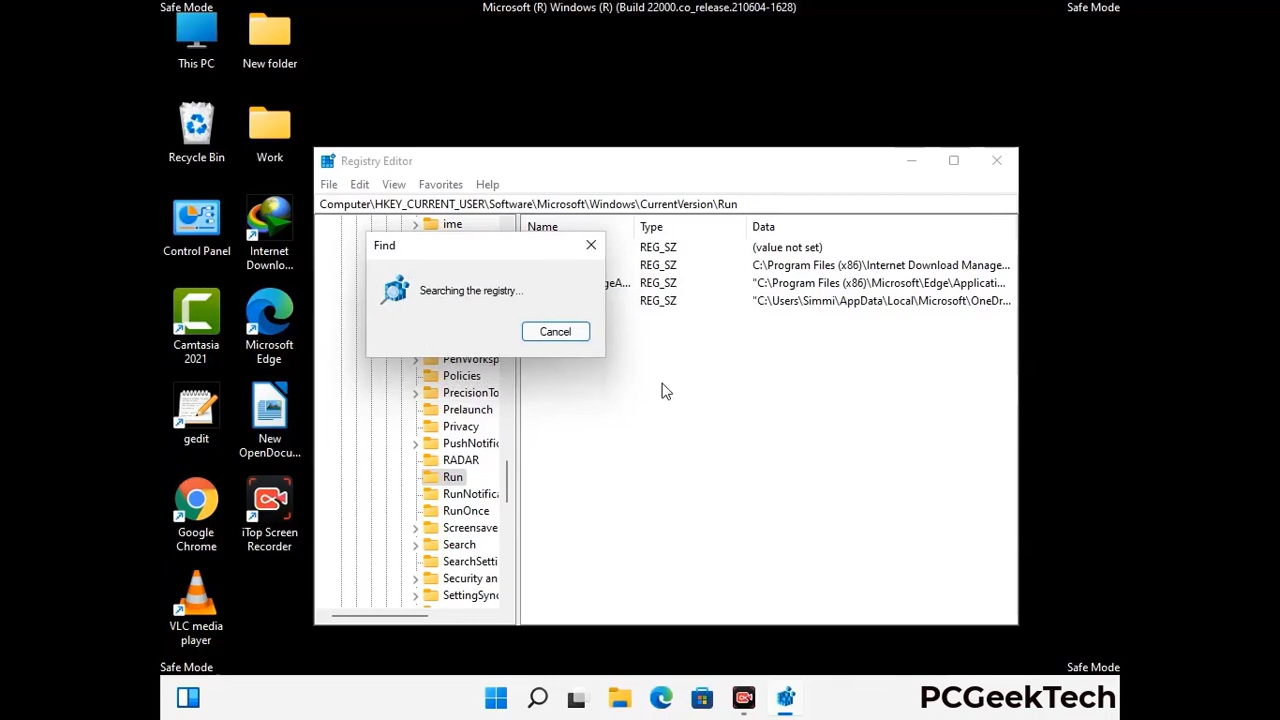 Safe Mode
Microsoft (R) Windows (R) (Build 22000.co_release.210604-1628)
Safe Mode
This PC
New folder
Recycle Bin
Work
Control Panel
Internet
Downlo...
Camtasia
2021
Microsoft
Edge
gedit
New
OpenDocu...
Google
Chrome
iTop Screen
Recorder
VLC media
player
Registry Editor
File Edit View Favorites Help
Computer\HKEY_CURRENT_USER\Software\Microsoft\Windows\CurrentVersion\Run
ime
Find
Searching the registry...
Cancel
PenWorksp
Policies
PrecisionTo
Prelaunch
Privacy
PushNotific
RADAR
Run
RunNotifica
RunOnce
Screensave
Search
SearchSetti
Security an
SettingSync
Name Type Data
REG_SZ (value not set)
REG_SZ C:\Program Files (x86)\Internet Download Manage...
geA... REG_SZ "C:\Program Files (x86)\Microsoft\Edge\Applicati...
REG_SZ "C:\Users\Simmi\AppData\Local\Microsoft\OneDr...
Safe Mode
Safe Mode
PCGeekTech